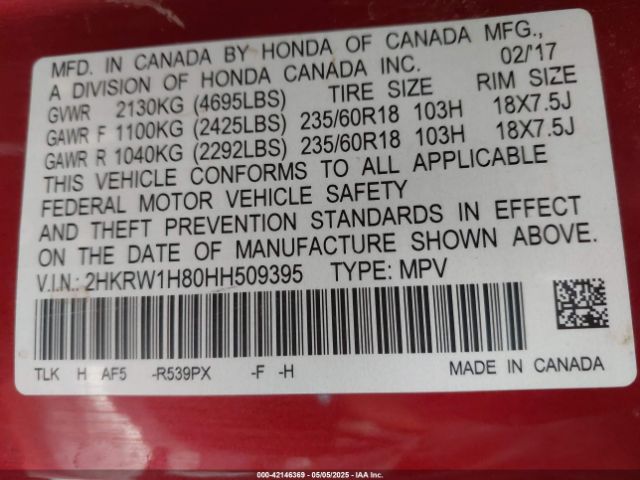 MFD. IN CANADA BY HONDA OF CANADA MFG.,
A DIVISION OF HONDA CANADA INC. 02/'17
GVWR 2130KG (4695LBS) TIRE SIZE RIM SIZE
GAWR F 1100KG (2425LBS) 235/60R18 103H 18X7.5J
GAWR R 1040KG (2292LBS) 235/60R18 103H 18X7.5J
THIS VEHICLE CONFORMS TO ALL APPLICABLE
FEDERAL MOTOR VEHICLE SAFETY
AND THEFT PREVENTION STANDARDS IN EFFECT
ON THE DATE OF MANUFACTURE SHOWN ABOVE.
V.I.N.: 2HKRW1H80HH509395 TYPE: MPV
TLK H AF5 -R539PX -F -H MADE IN CANADA
000-42146369 - 05/05/2025 - IAA Inc.